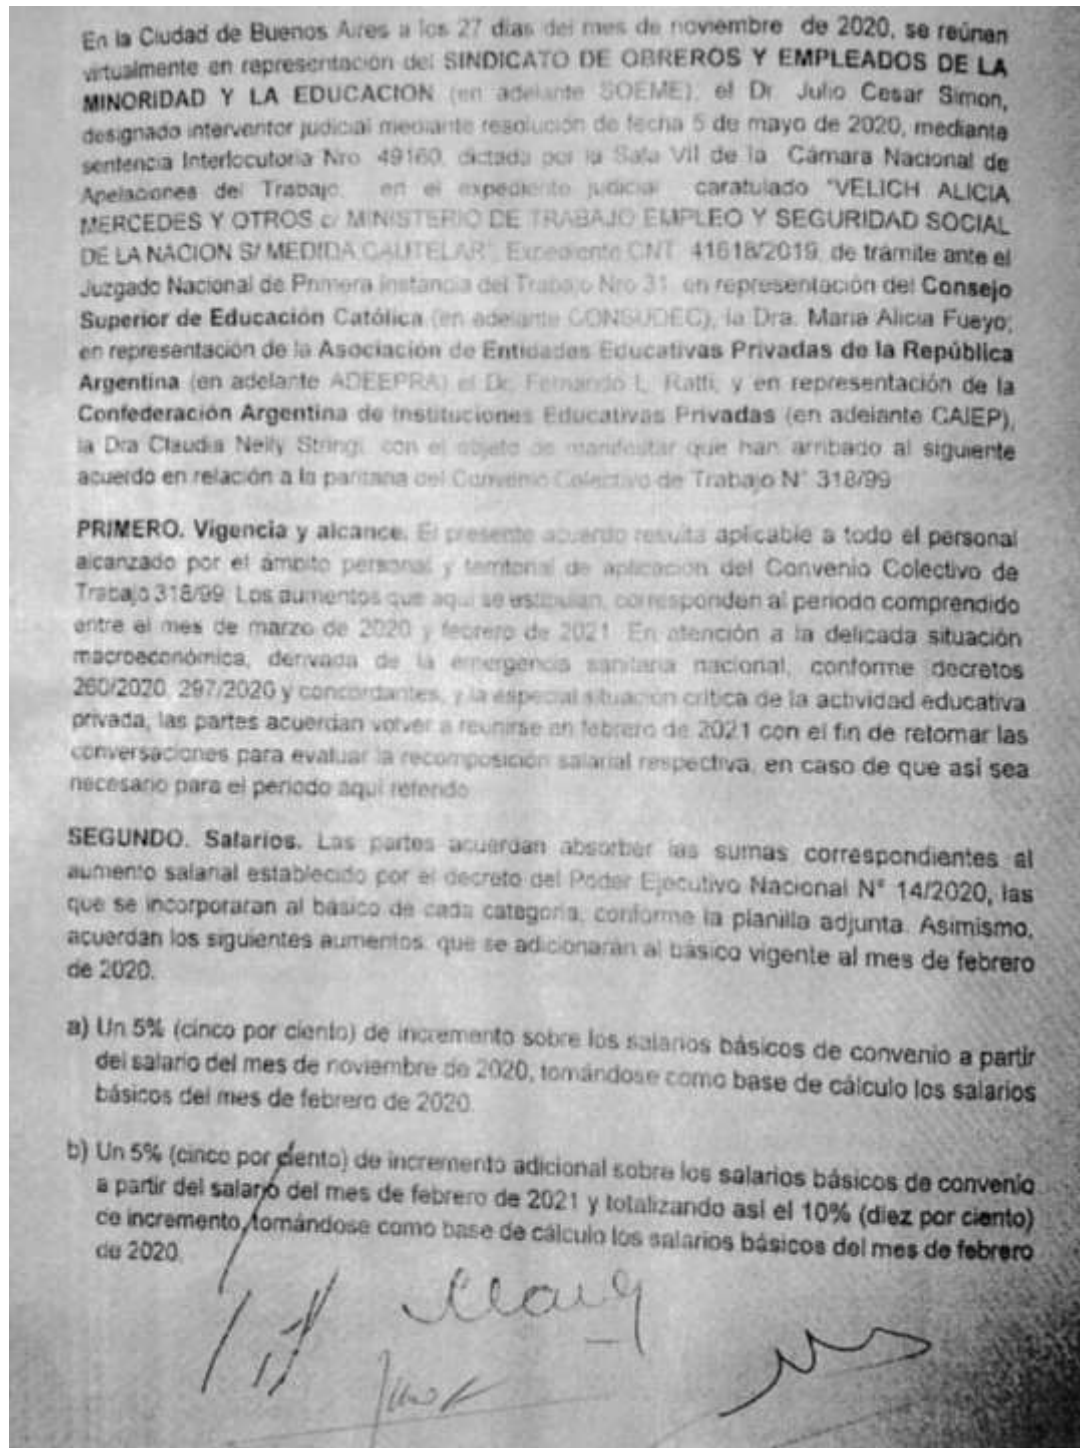 En la Ciudad de Buenos Aires a los 27 días del mes de noviembre de 2020, se reúnen
virtualmente en representación del SINDICATO DE OBREROS Y EMPLEADOS DE LA
MINORIDAD Y LA EDUCACION (en adelante SOEME), el Dr. Julio Cesar Simon,
designado interventor judicial mediante resolución de fecha 5 de mayo de 2020, mediante
sentencia Interlocutoria Nro. 49160, dictada por la Sala VII de la Cámara Nacional de
Apelaciones del Trabajo, en el expediente judicial caratulado "VELICH ALICIA
MERCEDES Y OTROS c/ MINISTERIO DE TRABAJO EMPLEO Y SEGURIDAD SOCIAL
DE LA NACION S/ MEDIDA CAUTELAR", Expediente CNT 41618/2019, de trámite ante el
Juzgado Nacional de Primera Instancia del Trabajo Nro 31, en representación del Consejo
Superior de Educación Católica (en adelante CONSUDEC), la Dra. Maria Alicia Fueyo;
en representación de la Asociación de Entidades Educativas Privadas de la República
Argentina (en adelante ADEEPRA) el Dr. Fernando L. Ratti, y en representación de la
Confederación Argentina de Instituciones Educativas Privadas (en adelante CAIEP),
la Dra Claudia Nelly Stringi, con el objeto de manifestar que han arribado al siguiente
acuerdo en relación a la paritaria del Convenio Colectivo de Trabajo N° 318/99

PRIMERO. Vigencia y alcance. El presente acuerdo resulta aplicable a todo el personal
alcanzado por el ámbito personal y territorial de aplicación del Convenio Colectivo de
Trabajo 318/99. Los aumentos que aquí se estipulan, corresponden al periodo comprendido
entre el mes de marzo de 2020 y febrero de 2021. En atención a la delicada situación
macroeconómica, derivada de la emergencia sanitaria nacional, conforme decretos
260/2020, 297/2020 y concordantes, y la especial situación crítica de la actividad educativa
privada, las partes acuerdan volver a reunirse en febrero de 2021 con el fin de retomar las
conversaciones para evaluar la recomposición salarial respectiva, en caso de que asi sea
necesario para el periodo aquí referido

SEGUNDO. Salarios. Las partes acuerdan absorber las sumas correspondientes al
aumento salarial establecido por el decreto del Poder Ejecutivo Nacional N° 14/2020, las
que se incorporaran al básico de cada categoría, conforme la planilla adjunta. Asimismo,
acuerdan los siguientes aumentos, que se adicionarán al básico vigente al mes de febrero
de 2020.

a) Un 5% (cinco por ciento) de incremento sobre los salarios básicos de convenio a partir
del salario del mes de noviembre de 2020, tomándose como base de cálculo los salarios
básicos del mes de febrero de 2020.

b) Un 5% (cinco por ciento) de incremento adicional sobre los salarios básicos de convenio
a partir del salario del mes de febrero de 2021 y totalizando asi el 10% (diez por ciento)
de incremento, tomándose como base de cálculo los salarios básicos del mes de febrero
de 2020.